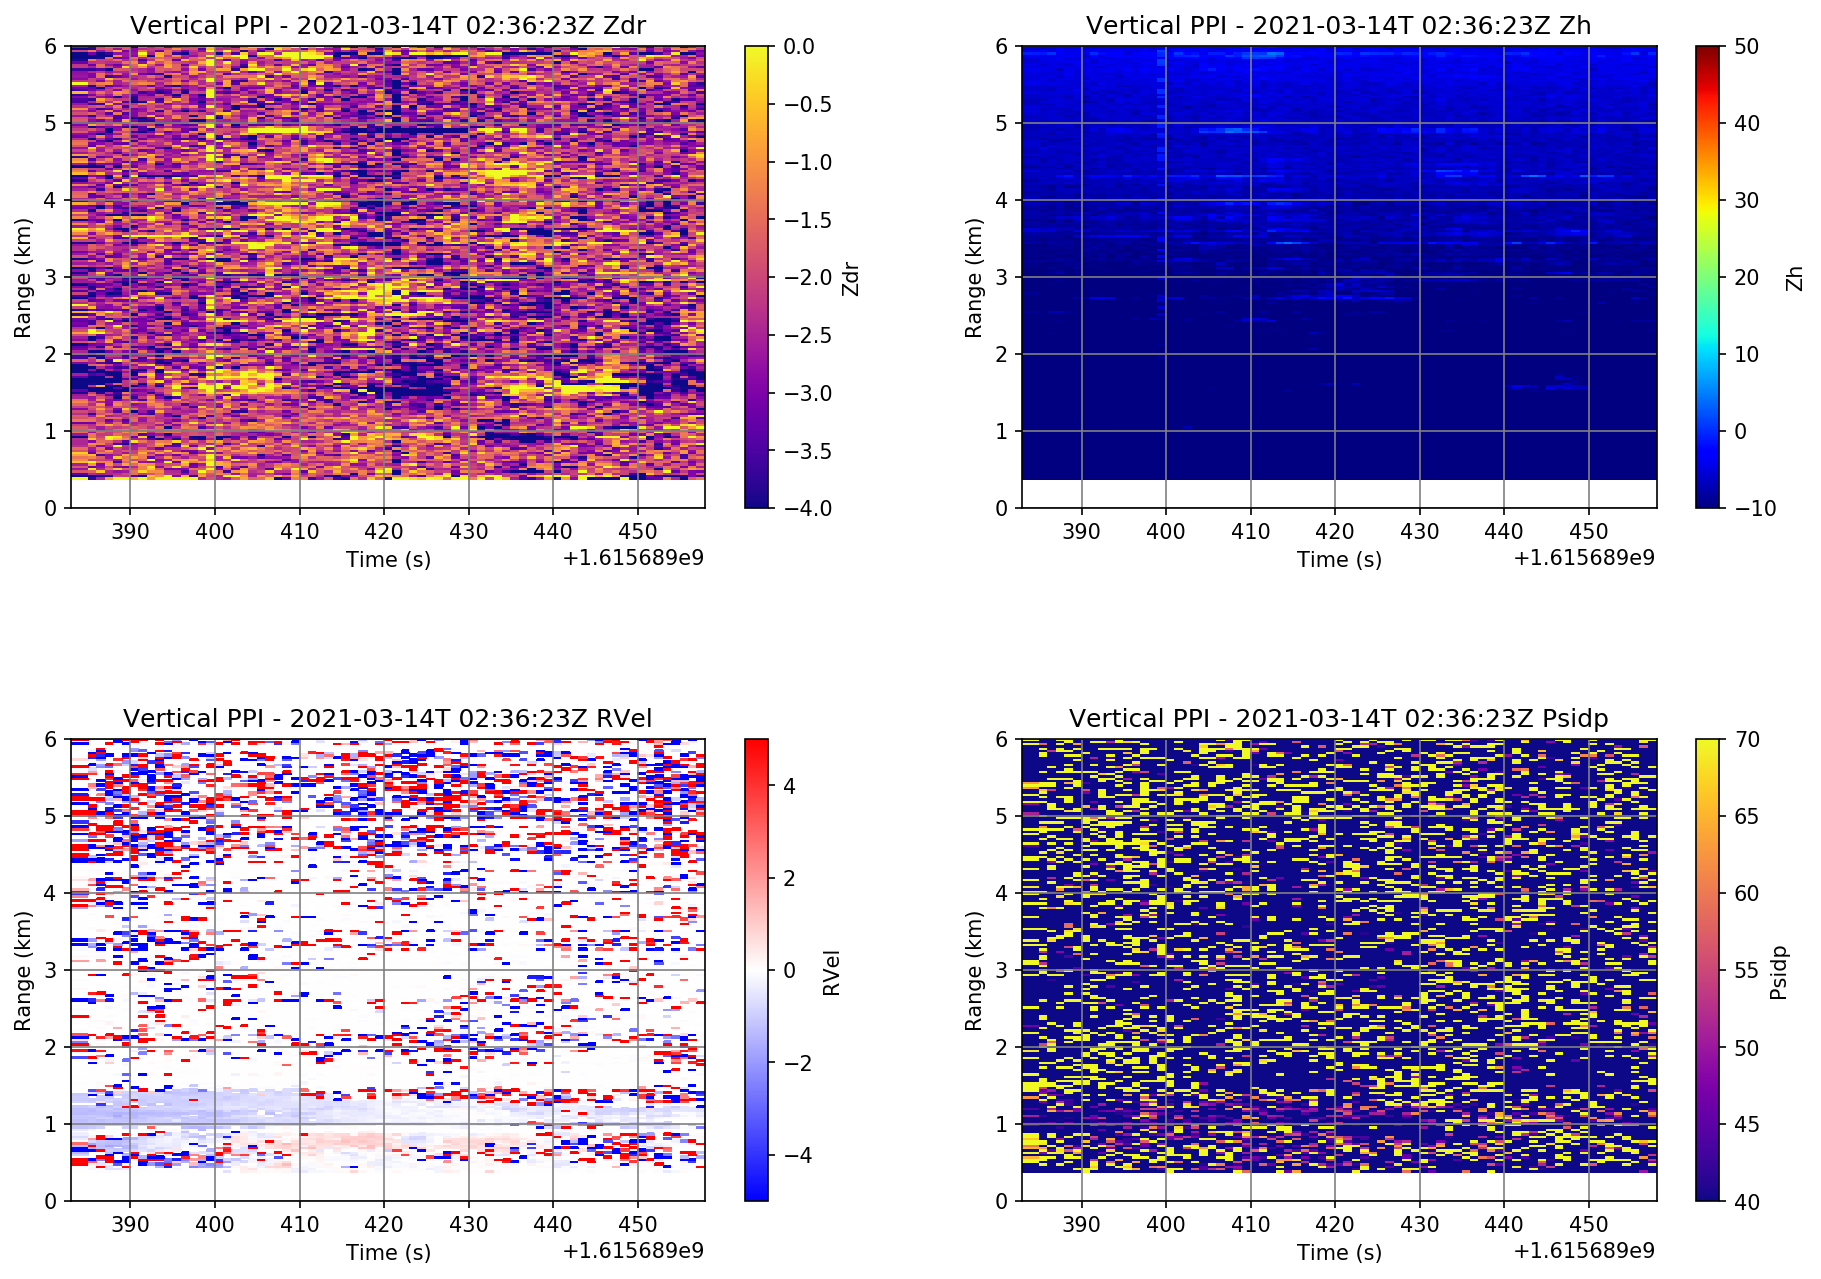 Vertical PPI - 2021-03-14T 02:36:23Z Zdr
6
5
4
3
2
1
0
Range (km)
390 400 410 420 430 440 450
Time (s)
+1.615689e9
0.0
−0.5
−1.0
−1.5
−2.0
−2.5
−3.0
−3.5
−4.0
Zdr
Vertical PPI - 2021-03-14T 02:36:23Z Zh
6
5
4
3
2
1
0
Range (km)
390 400 410 420 430 440 450
Time (s)
+1.615689e9
50
40
30
20
10
0
−10
Zh
Vertical PPI - 2021-03-14T 02:36:23Z RVel
6
5
4
3
2
1
0
Range (km)
390 400 410 420 430 440 450
Time (s)
+1.615689e9
4
2
0
−2
−4
RVel
Vertical PPI - 2021-03-14T 02:36:23Z Psidp
6
5
4
3
2
1
0
Range (km)
390 400 410 420 430 440 450
Time (s)
+1.615689e9
70
65
60
55
50
45
40
Psidp